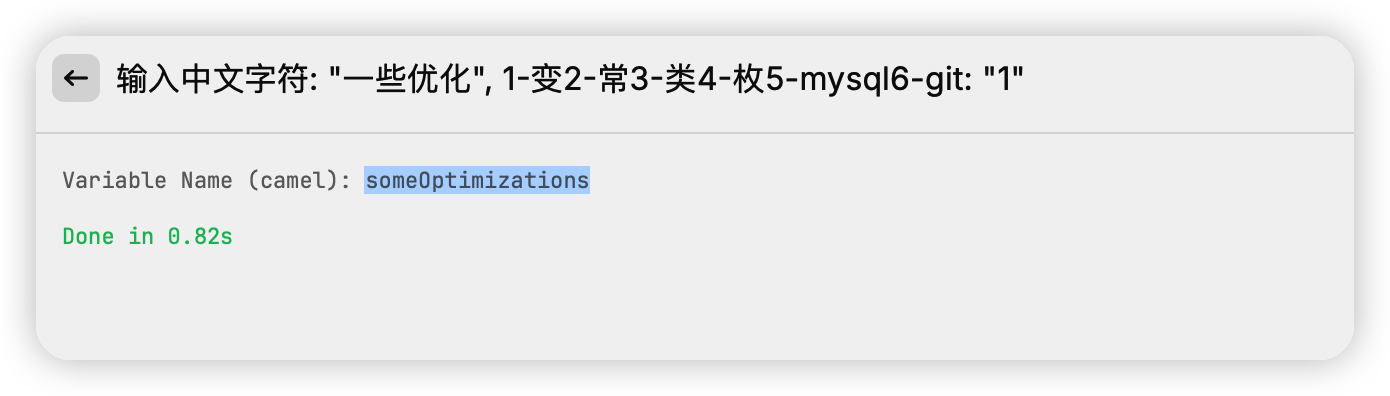 输入中文字符: "一些优化", 1-变2-常3-类4-枚5-mysql6-git: "1"
Variable Name (camel): someOptimizations
Done in 0.82s